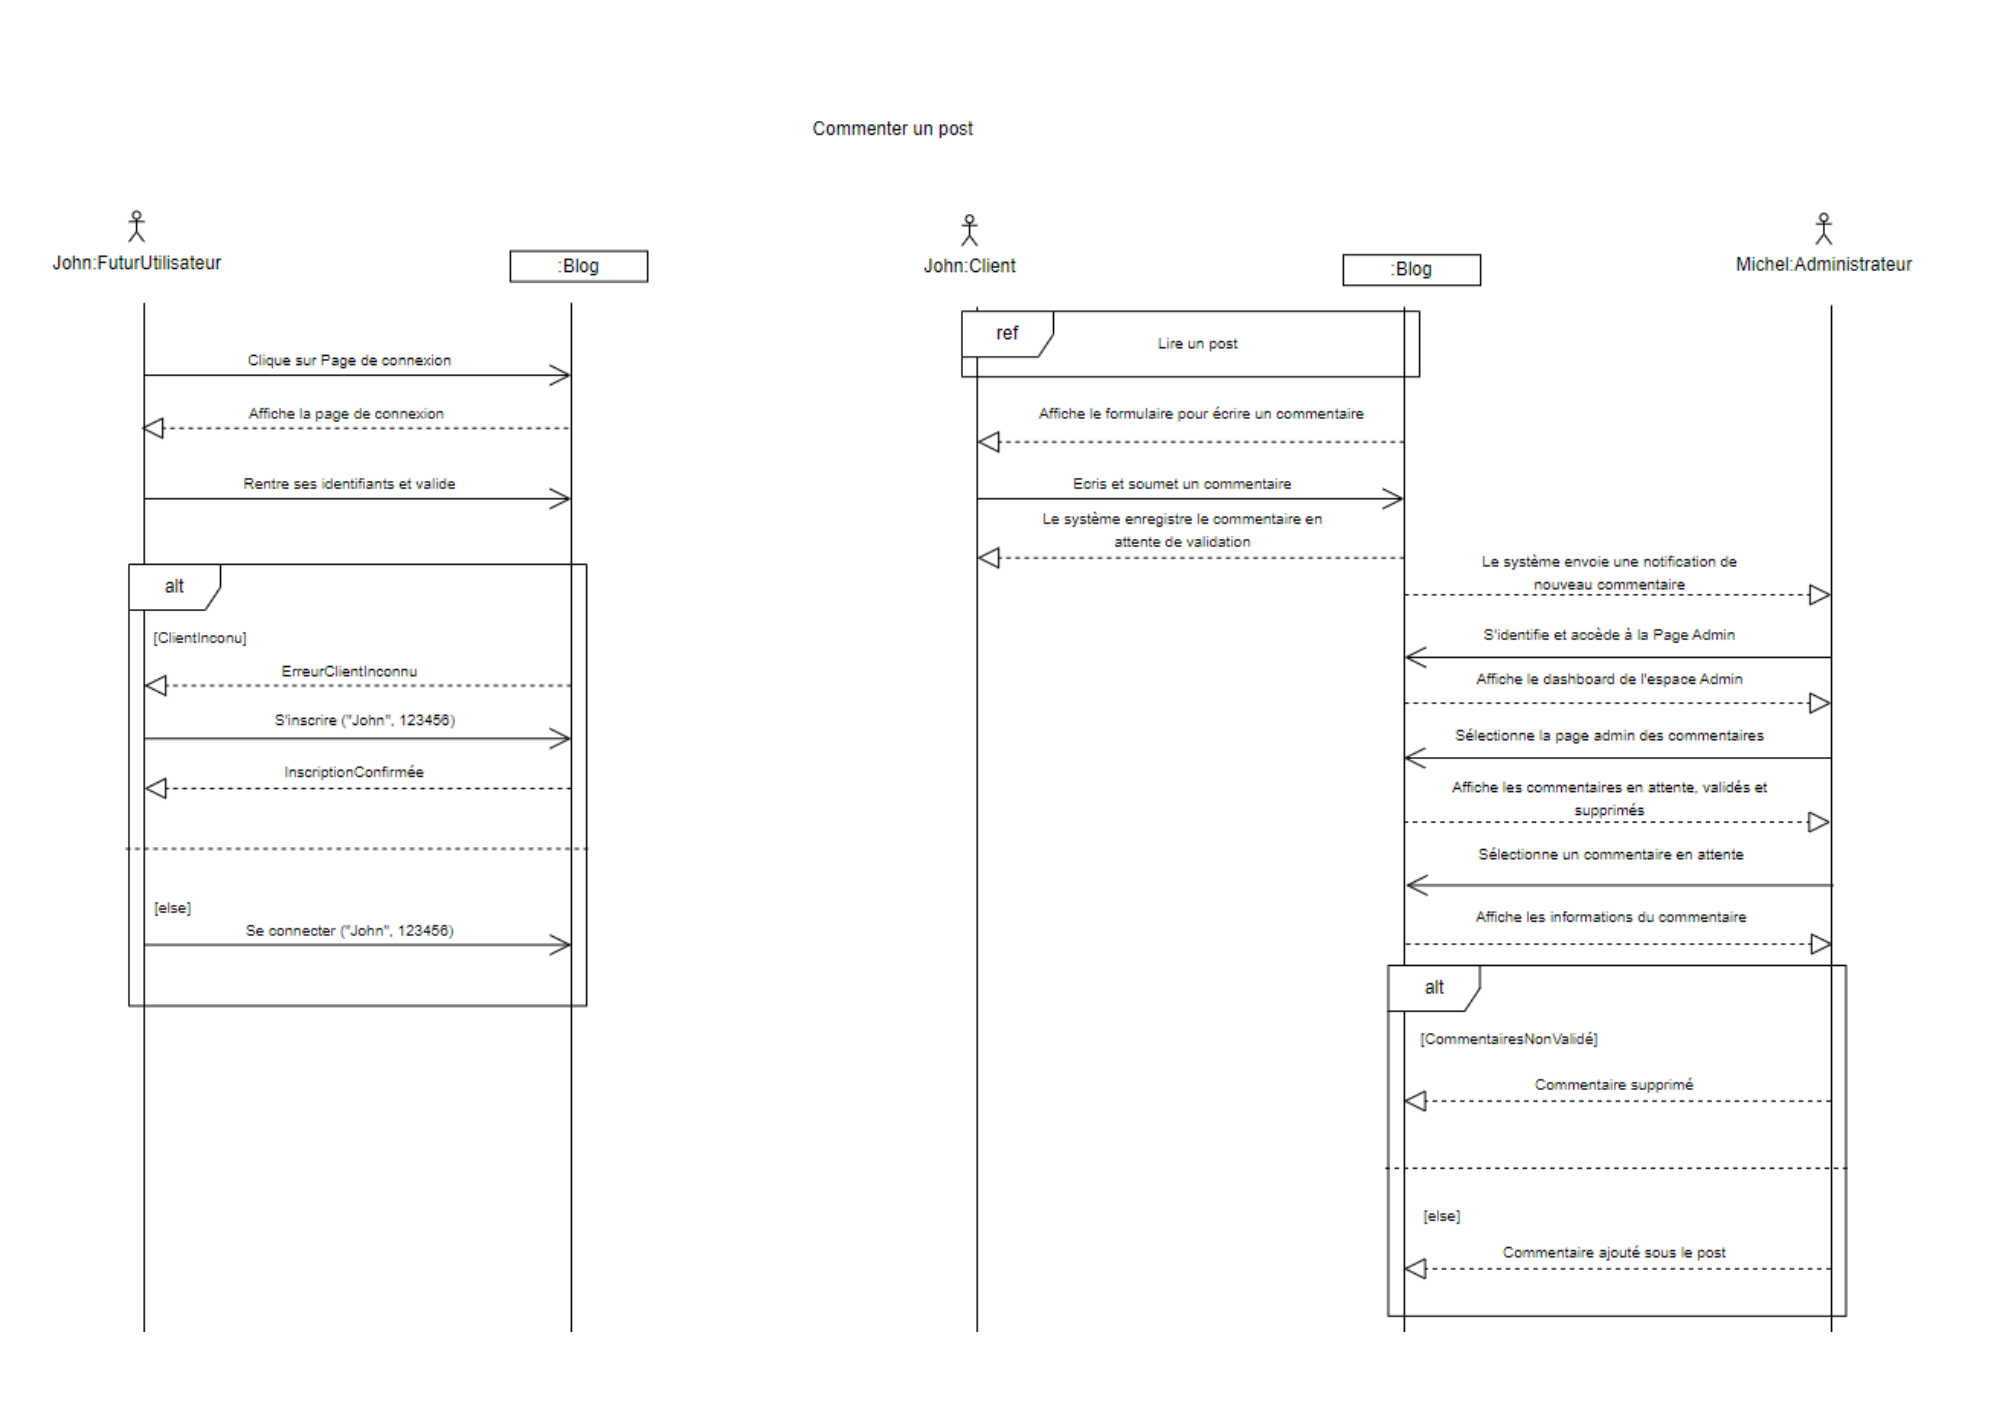 Commenter un post
John:FuturUtilisateur
:Blog
Clique sur Page de connexion
Affiche la page de connexion
Rentre ses identifiants et valide
alt
[ClientInconu]
ErreurClientInconnu
S'inscrire ("John", 123456)
InscriptionConfirmée
[else]
Se connecter ("John", 123456)
John:Client
:Blog
Michel:Administrateur
ref
Lire un post
Affiche le formulaire pour écrire un commentaire
Ecris et soumet un commentaire
Le système enregistre le commentaire en
attente de validation
Le système envoie une notification de
nouveau commentaire
S'identifie et accède à la Page Admin
Affiche le dashboard de l'espace Admin
Sélectionne la page admin des commentaires
Affiche les commentaires en attente, validés et
supprimés
Sélectionne un commentaire en attente
Affiche les informations du commentaire
alt
[CommentairesNonValidé]
Commentaire supprimé
[else]
Commentaire ajouté sous le post